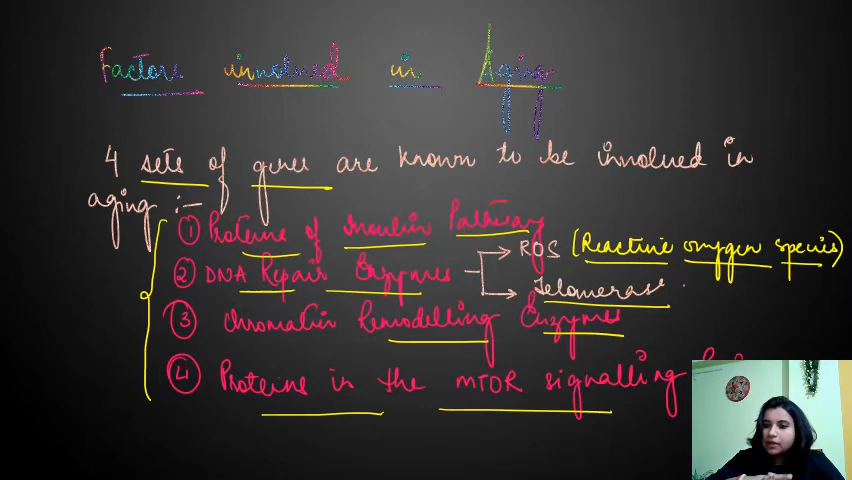 Factors involved in Aging
4 sets of genes are known to be involved in
aging :-
① Proteins of Insulin Pathway
② DNA Repair Enzymes → ROS (Reactive oxygen species)
→ Telomerase
③ Chromatin Remodelling Enzymes
④ Proteins in the MTOR signalling